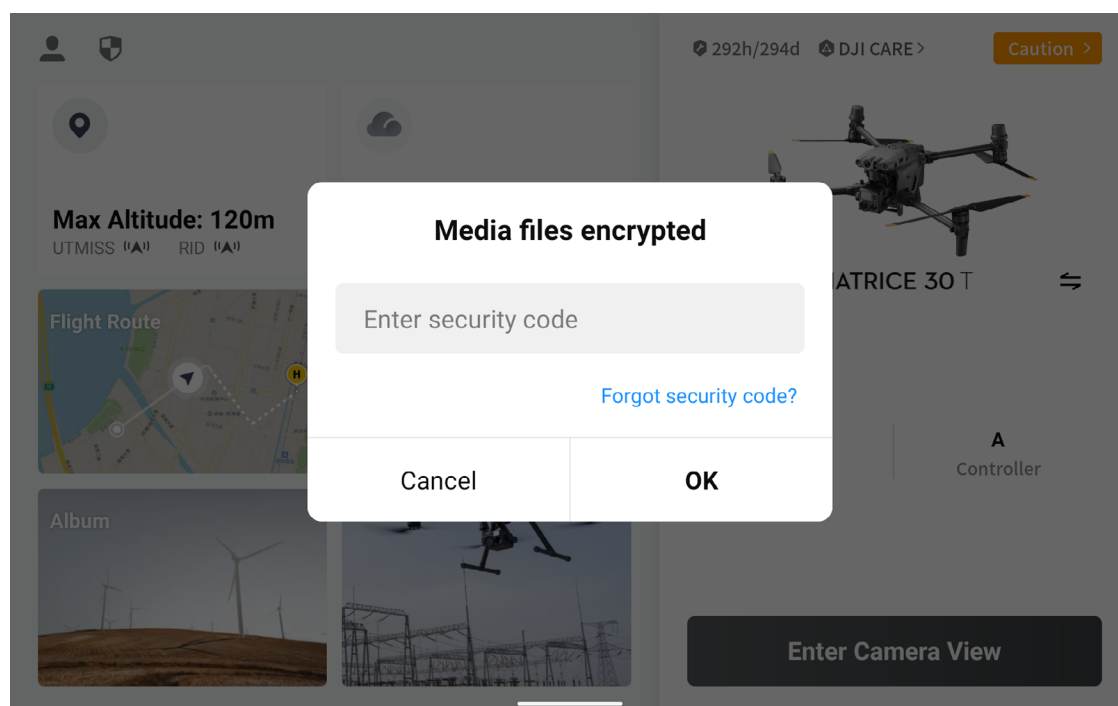 292h/294d
DJI CARE >
Caution >
Max Altitude: 120m
UTMISS RID
Media files encrypted
Enter security code
Forgot security code?
Cancel
OK
ATRICE 30 T
Flight Route
H
Album
A
Controller
Enter Camera View